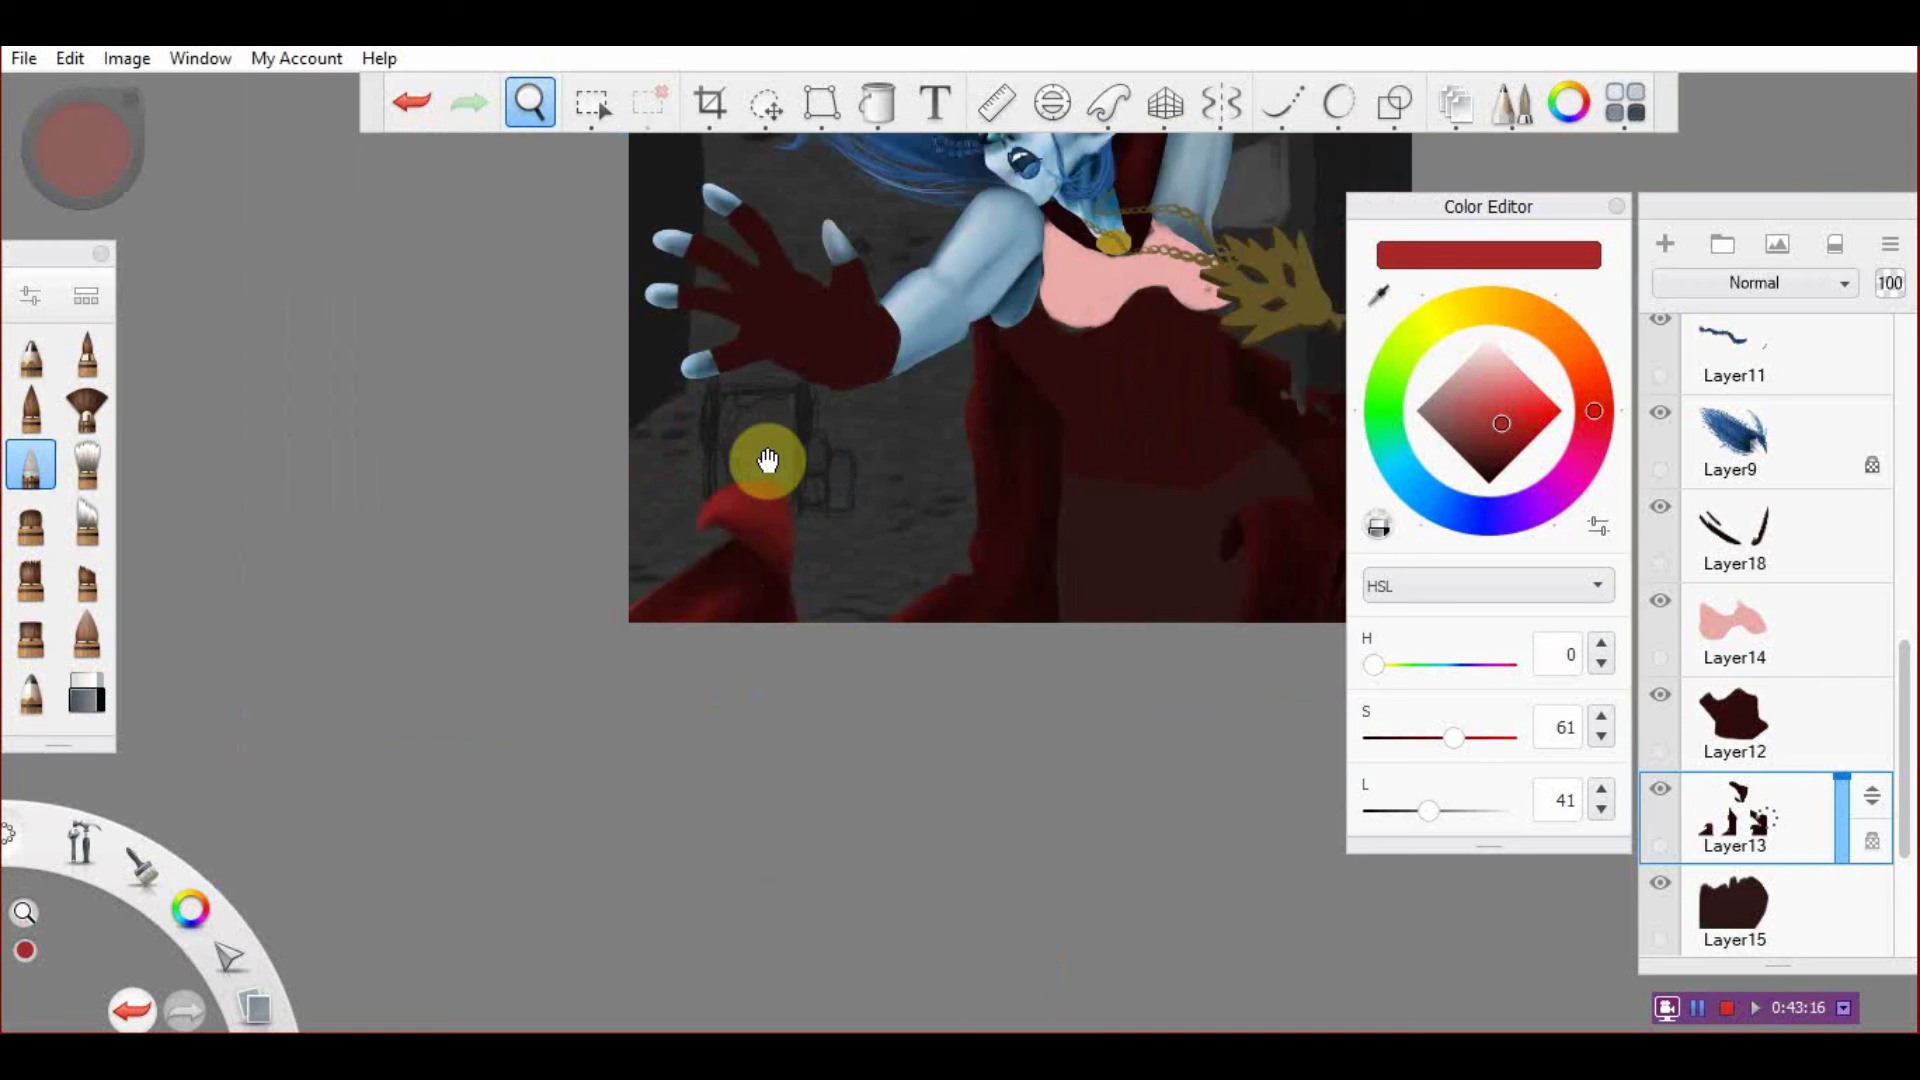 File Edit Image Window My Account Help
T
Color Editor
Normal
100
Layer11
Layer9
Layer18
Layer14
Layer12
Layer13
Layer15
HSL
H
0
S
61
L
41
0:43:16